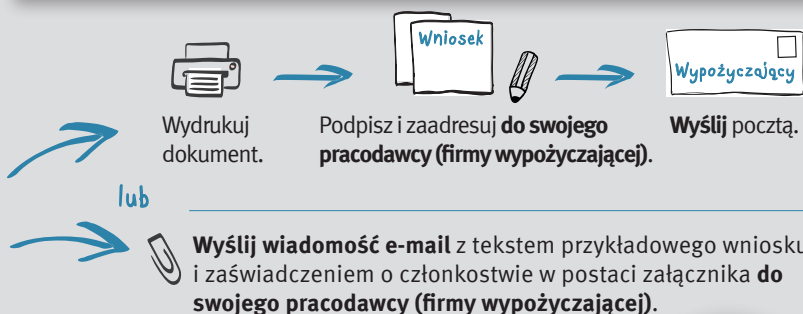 Wniosek
Wypożyczający
Wydrukuj
dokument.
Podpisz i zaadresuj do swojego
pracodawcy (firmy wypożyczającej).
Wyślij pocztą.
lub
Wyślij wiadomość e-mail z tekstem przykładowego wniosku
i zaświadczeniem o członkostwie w postaci załącznika do
swojego pracodawcy (firmy wypożyczającej).